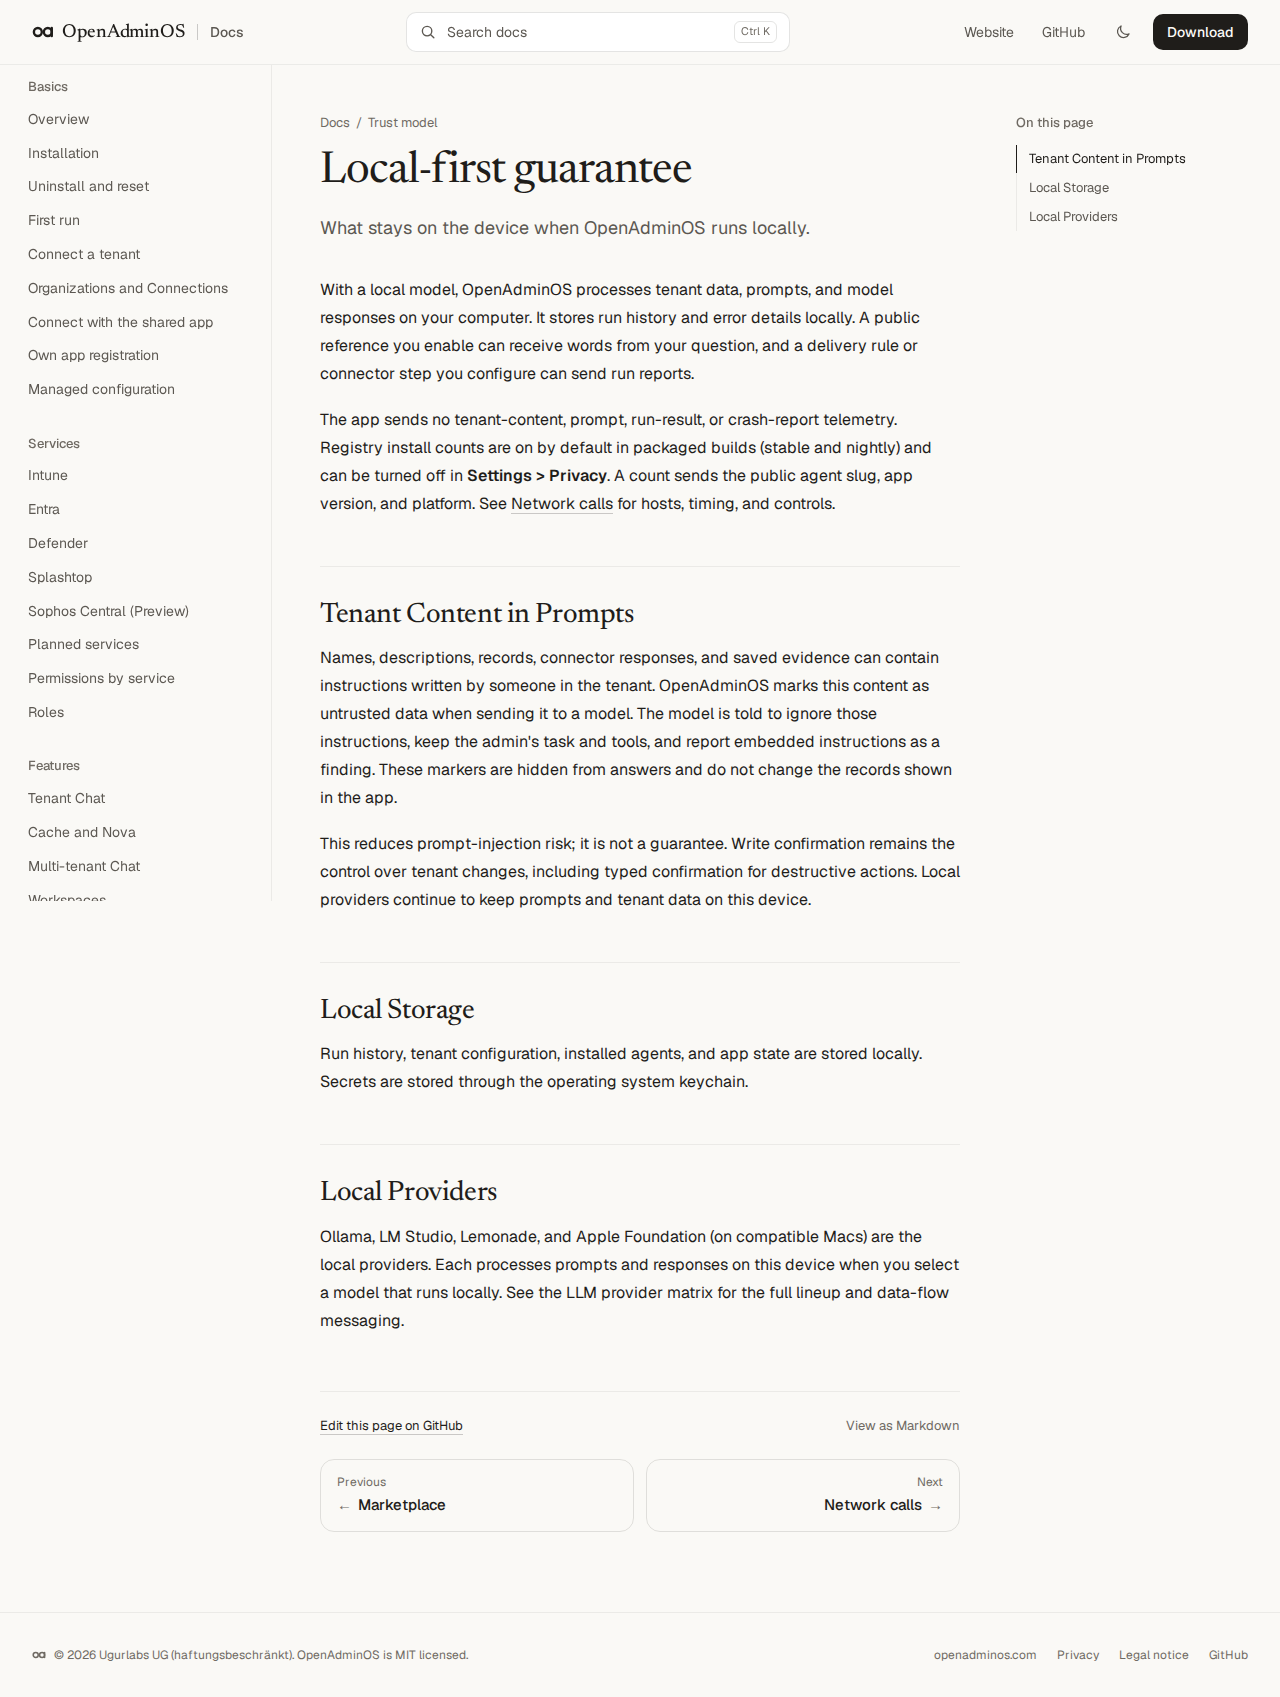 OpenAdminOS
Docs
Search docs
Ctrl K
Website
GitHub
Download
Basics
Overview
Installation
Uninstall and reset
First run
Connect a tenant
Organizations and Connections
Connect with the shared app
Own app registration
Managed configuration
Services
Intune
Entra
Defender
Splashtop
Sophos Central (Preview)
Planned services
Permissions by service
Roles
Features
Tenant Chat
Cache and Nova
Multi-tenant Chat
Workspaces
Docs / Trust model
Local-first guarantee
What stays on the device when OpenAdminOS runs locally.
With a local model, OpenAdminOS processes tenant data, prompts, and model
responses on your computer. It stores run history and error details locally. A public
reference you enable can receive words from your question, and a delivery rule or
connector step you configure can send run reports.
The app sends no tenant-content, prompt, run-result, or crash-report telemetry.
Registry install counts are on by default in packaged builds (stable and nightly) and
can be turned off in Settings > Privacy. A count sends the public agent slug, app
version, and platform. See Network calls for hosts, timing, and controls.
Tenant Content in Prompts
Names, descriptions, records, connector responses, and saved evidence can contain
instructions written by someone in the tenant. OpenAdminOS marks this content as
untrusted data when sending it to a model. The model is told to ignore those
instructions, keep the admin's task and tools, and report embedded instructions as a
finding. These markers are hidden from answers and do not change the records shown
in the app.
This reduces prompt-injection risk; it is not a guarantee. Write confirmation remains the
control over tenant changes, including typed confirmation for destructive actions. Local
providers continue to keep prompts and tenant data on this device.
Local Storage
Run history, tenant configuration, installed agents, and app state are stored locally.
Secrets are stored through the operating system keychain.
Local Providers
Ollama, LM Studio, Lemonade, and Apple Foundation (on compatible Macs) are the
local providers. Each processes prompts and responses on this device when you select
a model that runs locally. See the LLM provider matrix for the full lineup and data-flow
messaging.
Edit this page on GitHub
View as Markdown
Previous
← Marketplace
Next
Network calls →
On this page
Tenant Content in Prompts
Local Storage
Local Providers
© 2026 Ugurlabs UG (haftungsbeschränkt). OpenAdminOS is MIT licensed.
openadminos.com
Privacy
Legal notice
GitHub